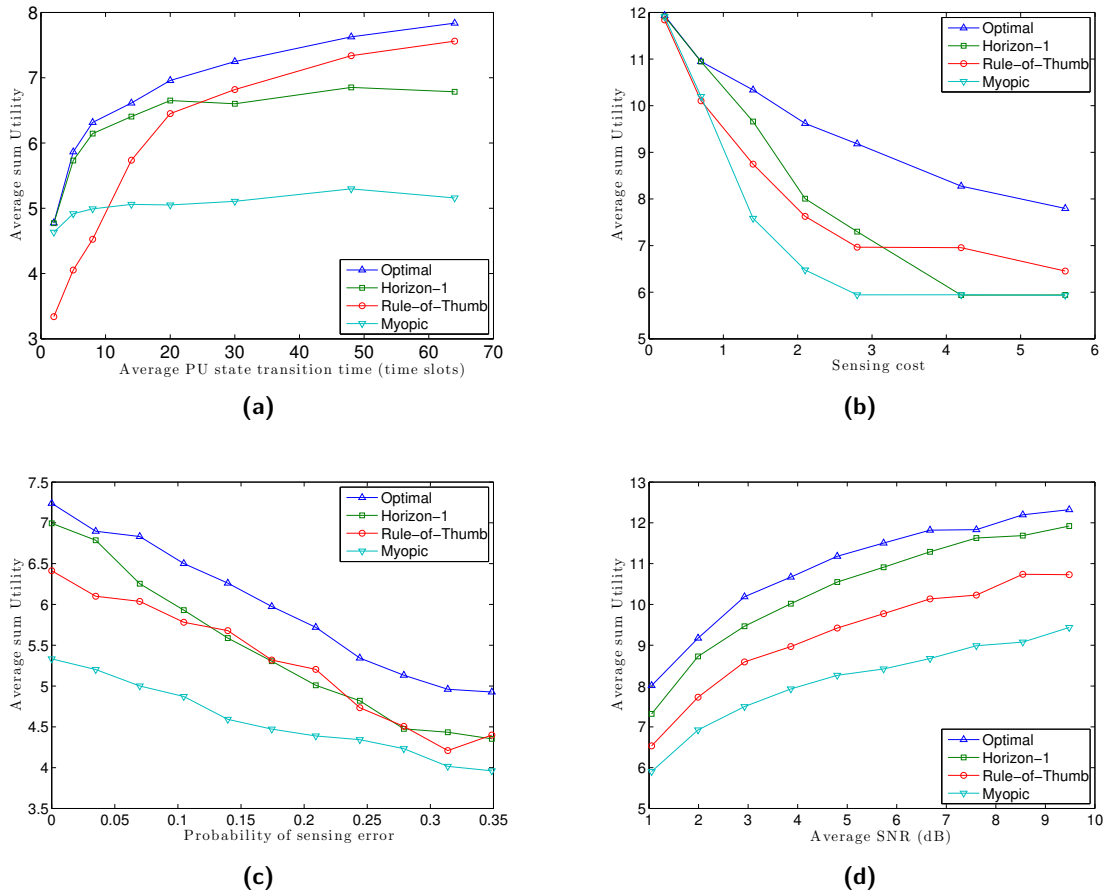 8
7
6
5
4
3
Average sum Utility
0 10 20 30 40 50 60 70
Average PU state transition time (time slots)
Optimal
Horizon−1
Rule−of−Thumb
Myopic
(a)
12
11
10
9
8
7
6
5
Average sum Utility
0 1 2 3 4 5 6
Sensing cost
Optimal
Horizon−1
Rule−of−Thumb
Myopic
(b)
7.5
7
6.5
6
5.5
5
4.5
4
3.5
Average sum Utility
0 0.05 0.1 0.15 0.2 0.25 0.3 0.35
Probability of sensing error
Optimal
Horizon−1
Rule−of−Thumb
Myopic
(c)
13
12
11
10
9
8
7
6
5
Average sum Utility
1 2 3 4 5 6 7 8 9 10
Average SNR (dB)
Optimal
Horizon−1
Rule−of−Thumb
Myopic
(d)